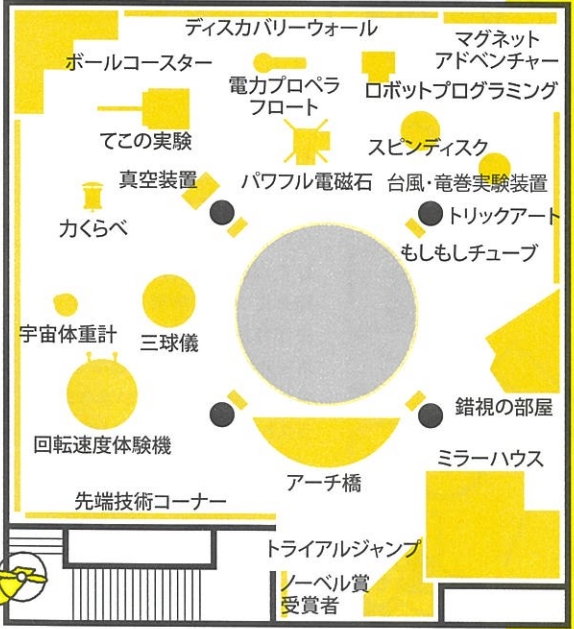 ディスカバリーウォール
マグネット
アドベンチャー
ボールコースター
電力プロペラ
フロート
ロボットプログラミング
てこの実験
スピンディスク
真空装置
パワフル電磁石
台風・竜巻実験装置
力くらべ
トリックアート
もしもしチューブ
宇宙体重計
三球儀
錯視の部屋
回転速度体験機
アーチ橋
ミラーハウス
先端技術コーナー
トライアルジャンプ
ノーベル賞
受賞者